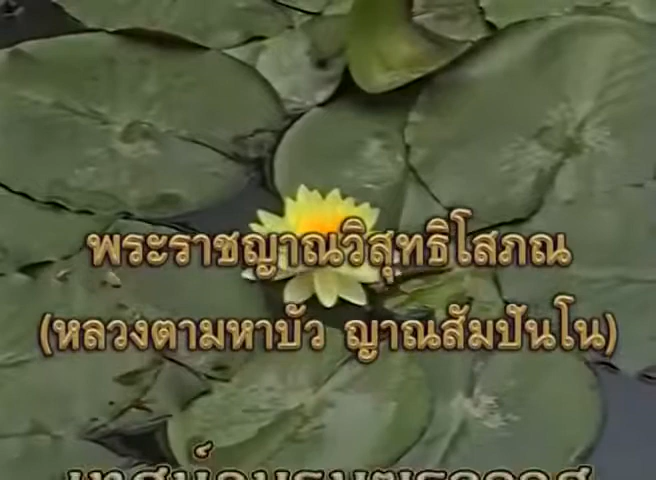 พระราชญาณวิสุทธิโสภณ
(หลวงตามหาบัว ญาณสัมปันโน)